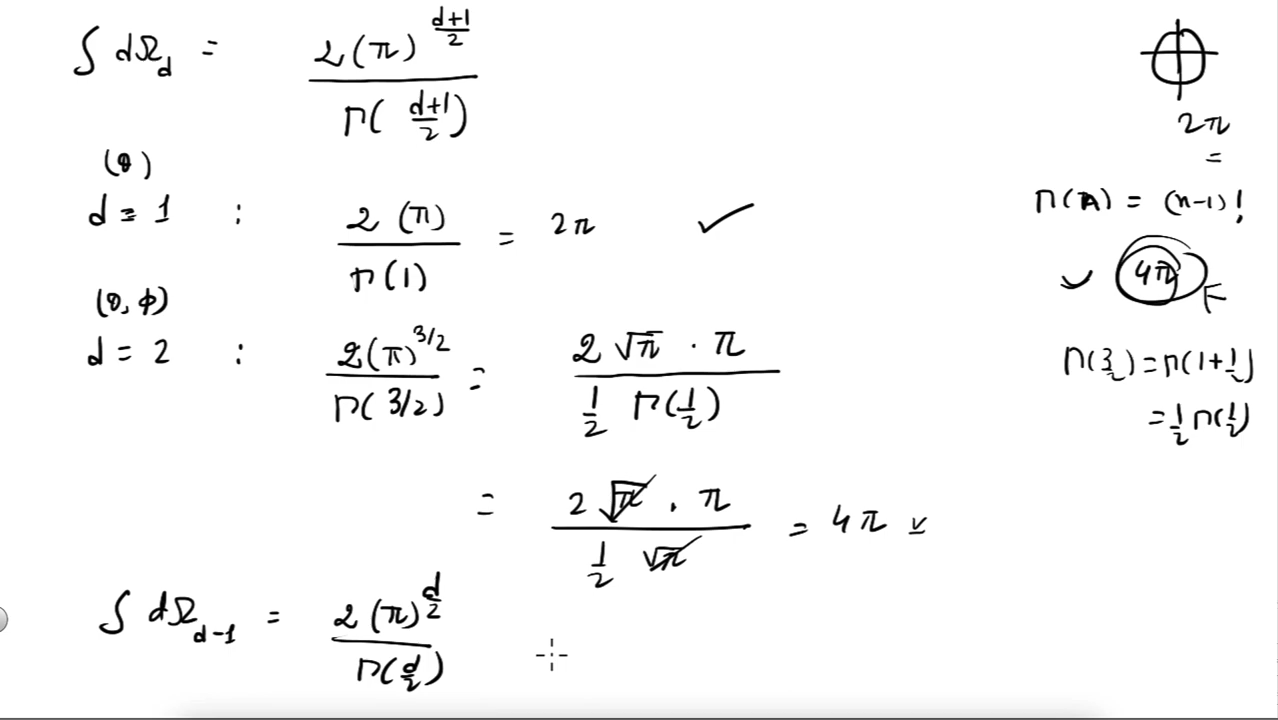 ∫ dΩ_d = 2(π)^((d+1)/2) / Γ((d+1)/2)
2π
=
(θ)
d = 1 : 2(π) / Γ(1) = 2π ✓
Γ(n) = (n-1)!
✓ 4π
(θ, φ)
d = 2 : 2(π)^(3/2) / Γ(3/2) = 2√π · π / (1/2 Γ(1/2))
Γ(3/2) = Γ(1+1/2)
= 1/2 Γ(1/2)
= 2√π · π / (1/2 √π) = 4π ✓
∫ dΩ_(d-1) = 2(π)^(d/2) / Γ(d/2)